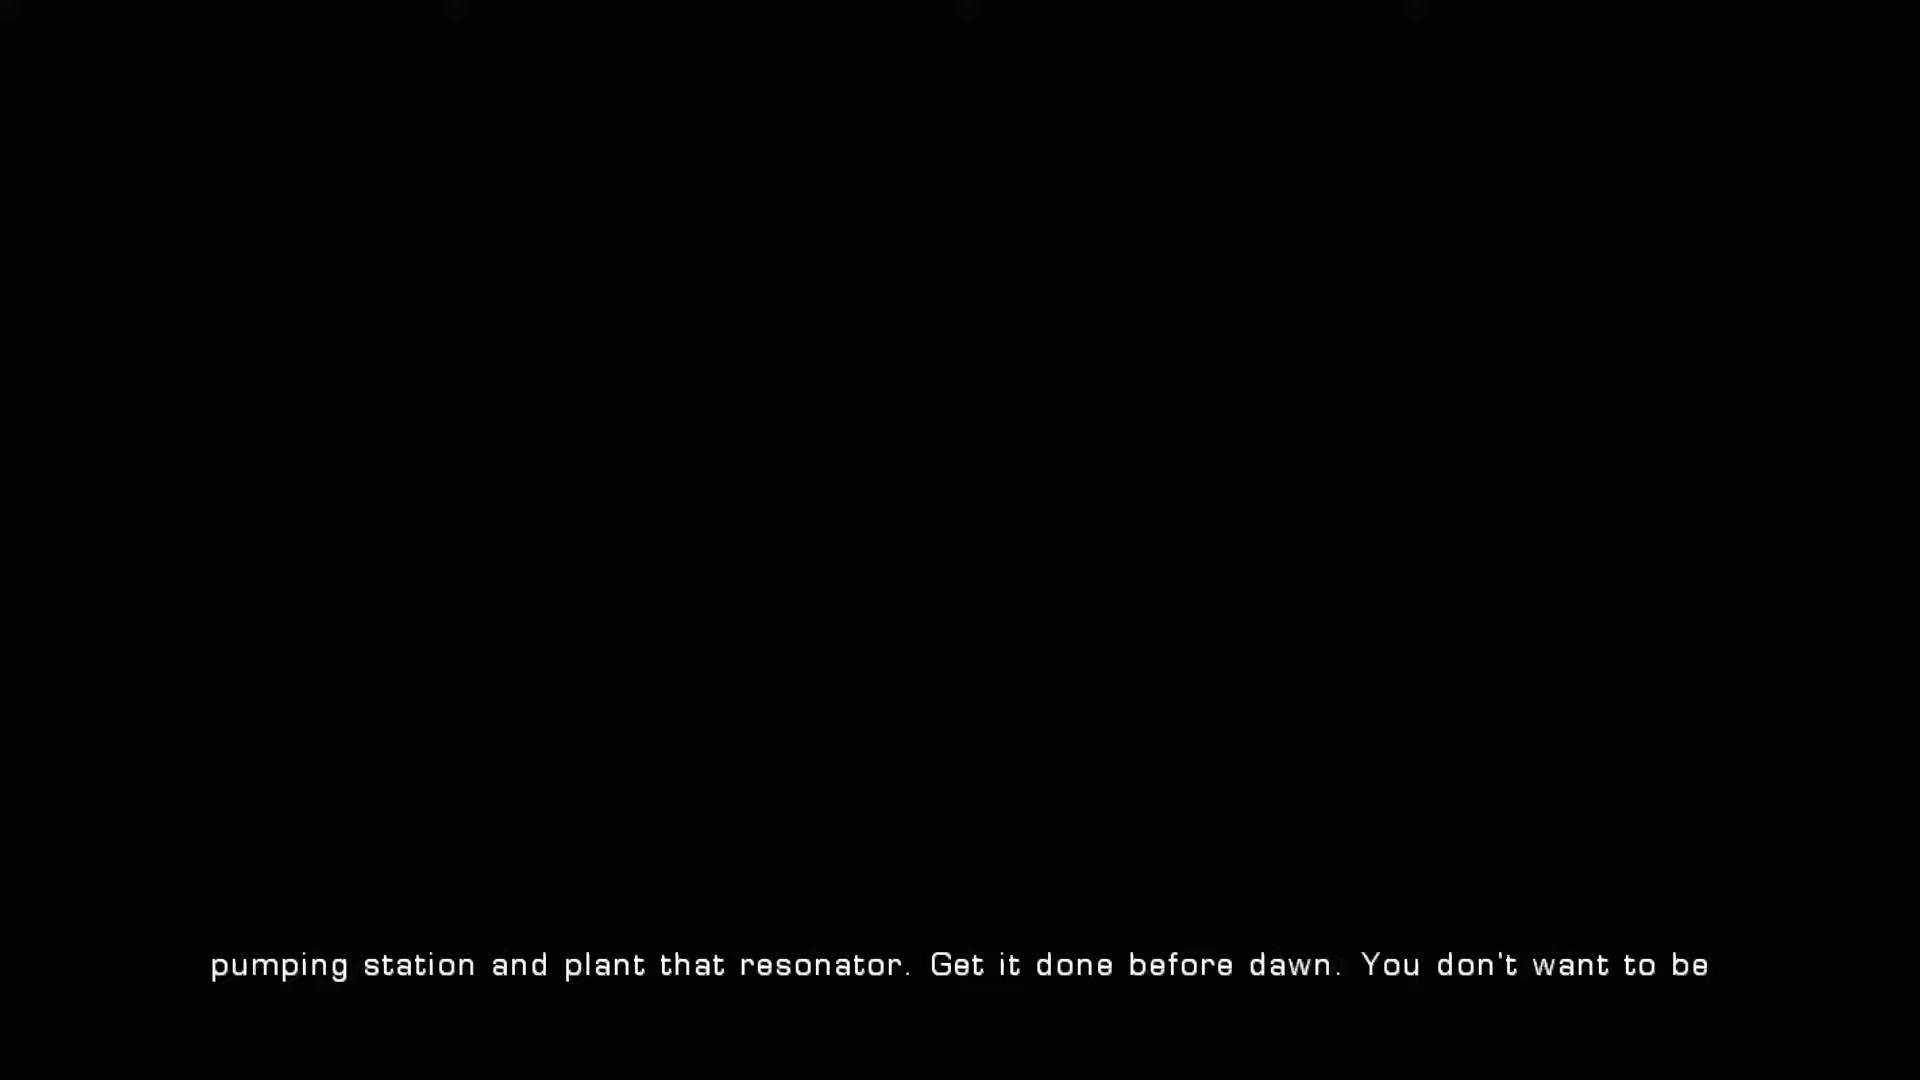 pumping station and plant that resonator. Get it done before dawn. You don't want to be